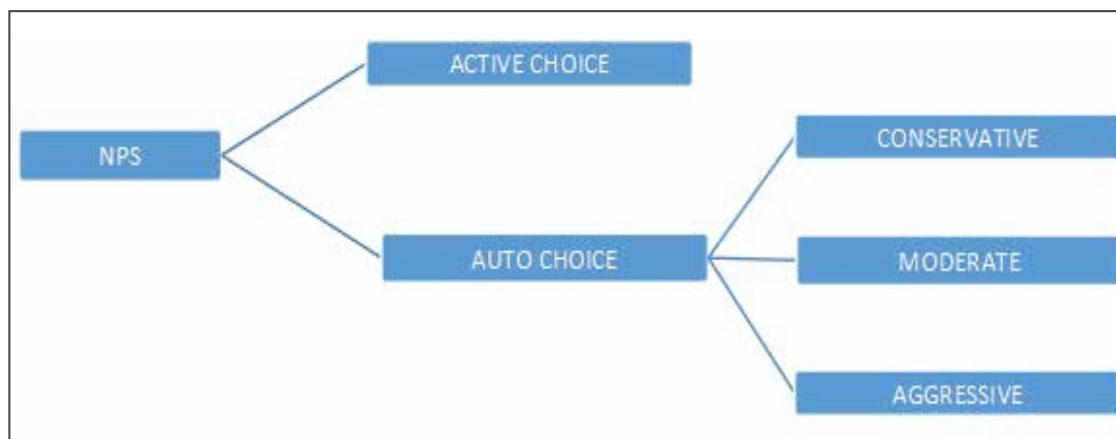 ACTIVE CHOICE
NPS
CONSERVATIVE
AUTO CHOICE
MODERATE
AGGRESSIVE